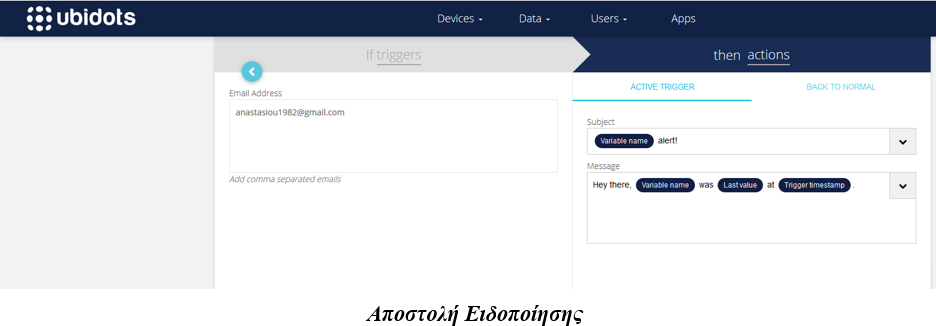 ubidots Devices Data Users Apps
If triggers
then actions
Email Address
anastasiou1982@gmail.com
Add comma separated emails
ACTIVE TRIGGER BACK TO NORMAL
Subject
Variable name alert!
Message
Hey there, Variable name was Last value at Trigger timestamp .
Αποστολή Ειδοποίησης